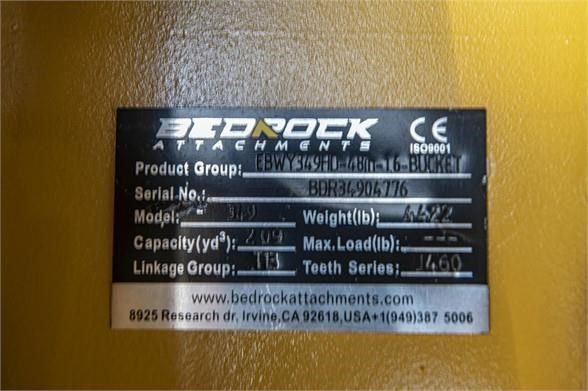 BEDROCK
ATTACHMENTS
CE
ISO9001
Product Group: EBWY349HD-48in-T6-BUCKET
Serial No.: BDR34904776
Model: 349 Weight(lb): 4422
Capacity(yd³): 2.09 Max.Load(lb): ---
Linkage Group: TB Teeth Series: J460
www.bedrockattachments.com
8925 Research dr, Irvine,CA 92618,USA+1(949)387 5006